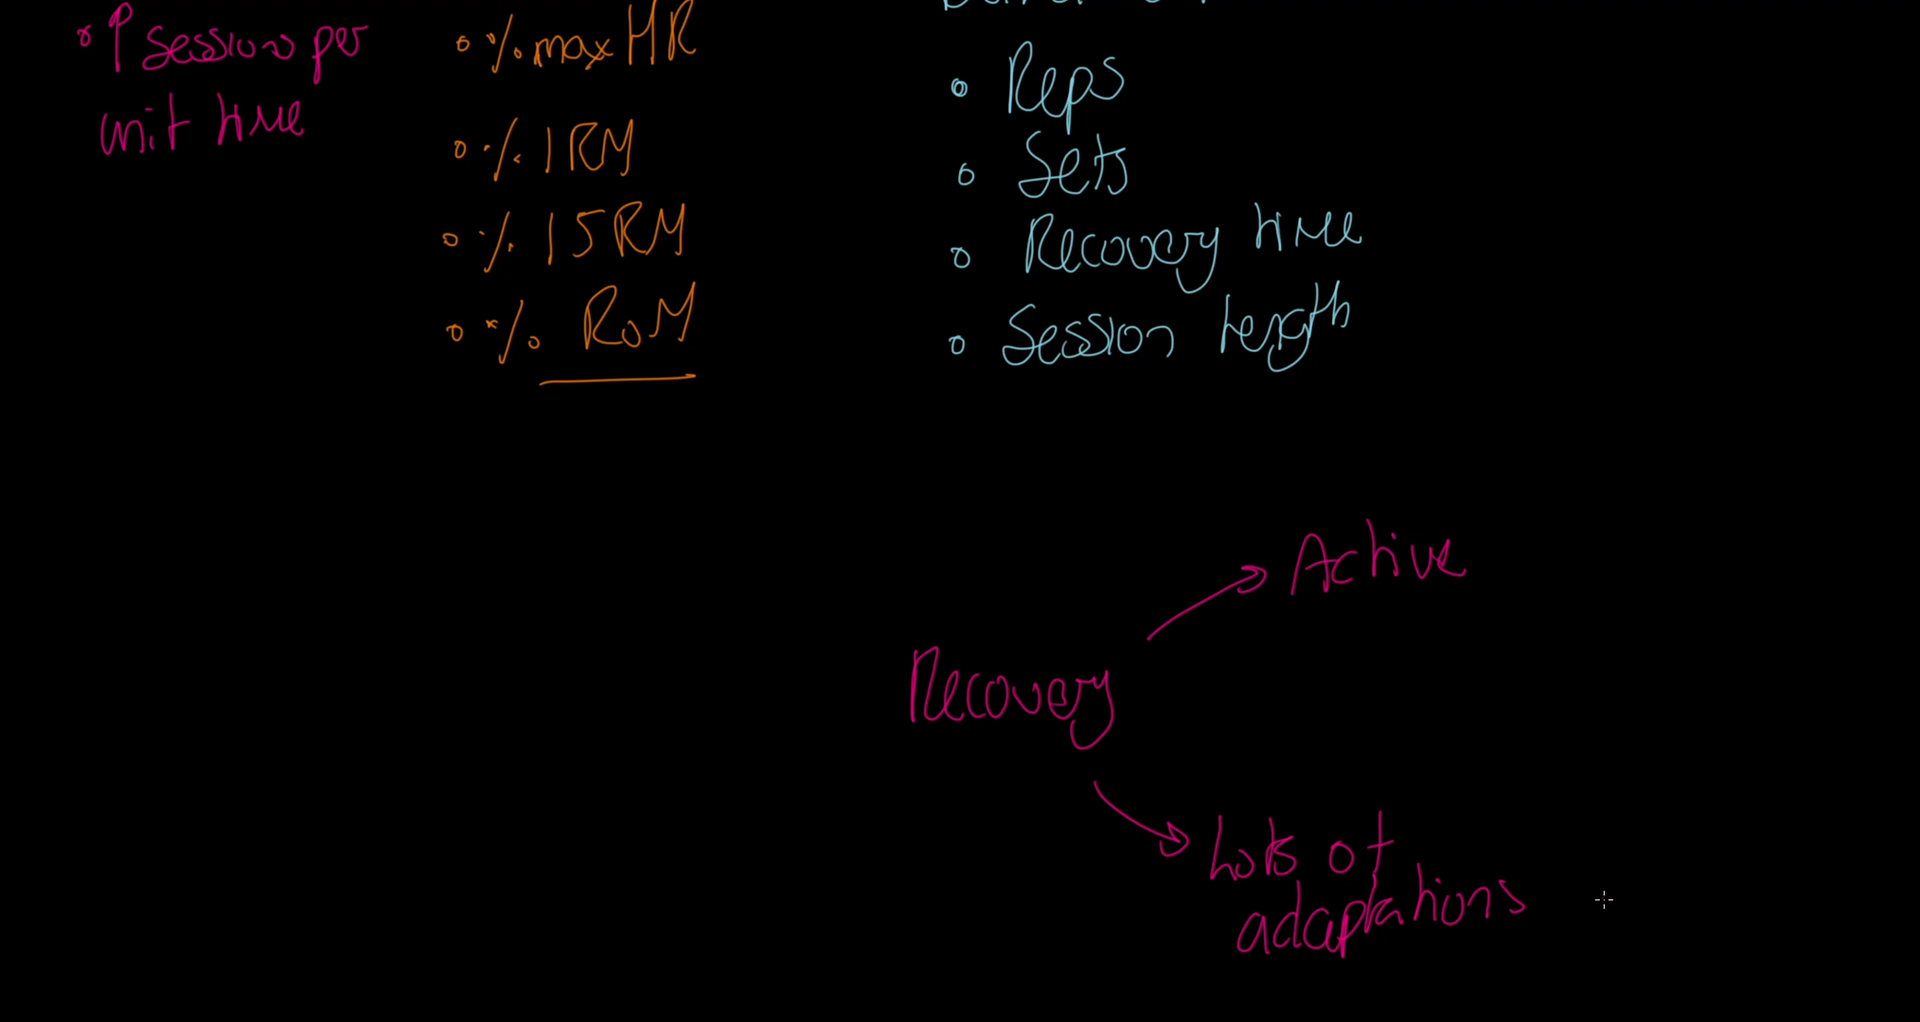 • ↑ Sessions per
unit time
• % max HR
• % 1RM
• % 15RM
• % RoM
• Reps
• Sets
• Recovery time
• Session length
Recovery
Active
Lots of
adaptations